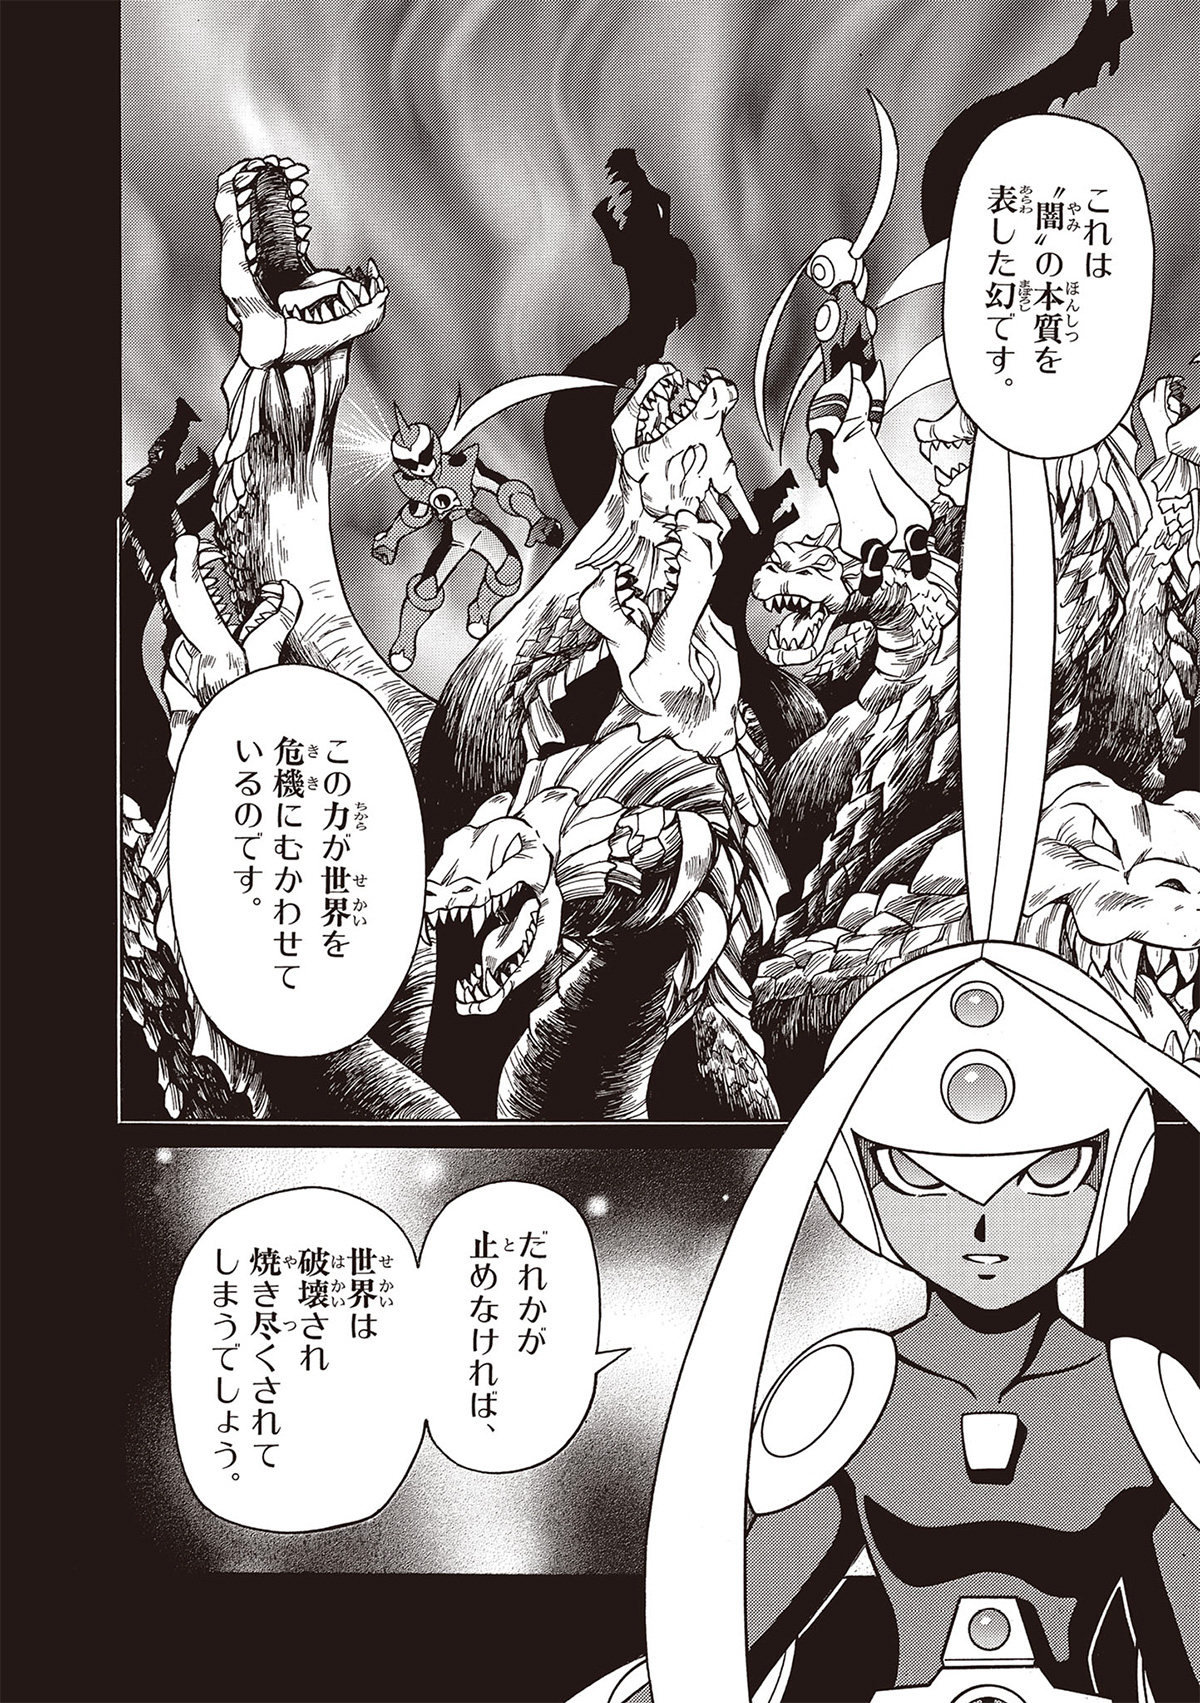 これは
“闇”の本質を
表した幻です。
この力が世界を
危機にむかわせて
いるのです。
だれかが
止めなければ、
世界は
破壊され
焼き尽くされて
しまうでしょう。